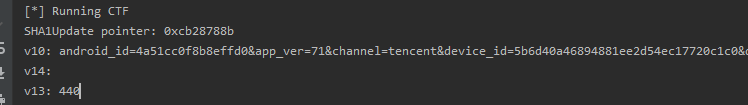 [*] Running CTF
SHA1Update pointer: 0xcb28788b
v10: android_id=4a51cc0f8b8effd0&app_ver=71&channel=tencent&device_id=5b6d40a46894881ee2d54ec17720c1c0&
v14:
v13: 440